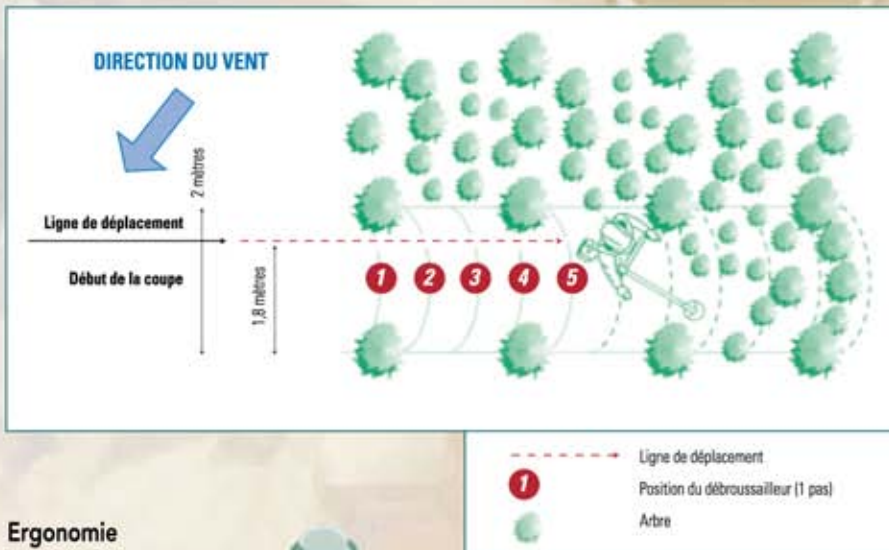 DIRECTION DU VENT
2 mètres
Ligne de déplacement
Début de la coupe
1,8 mètres
1
2
3
4
5
Ligne de déplacement
1
Position du débroussailleur (1 pas)
Arbre
Ergonomie